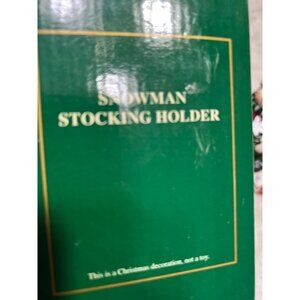 SNOWMAN
STOCKING HOLDER
This is a Christmas decoration, not a toy.